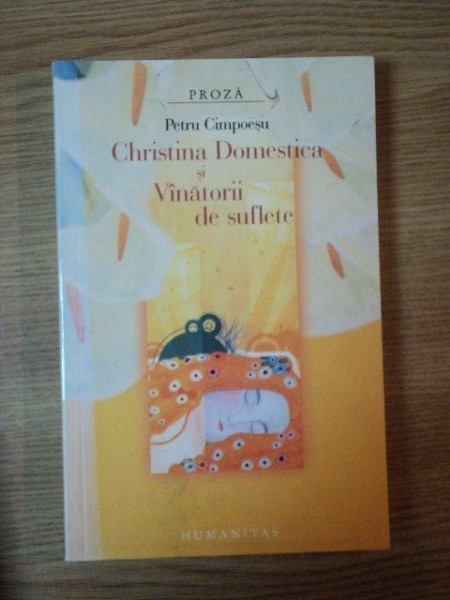 PROZĂ
Petru Cimpoeşu
Christina Domestica
şi
Vînătorii
de suflete
HUMANITAS